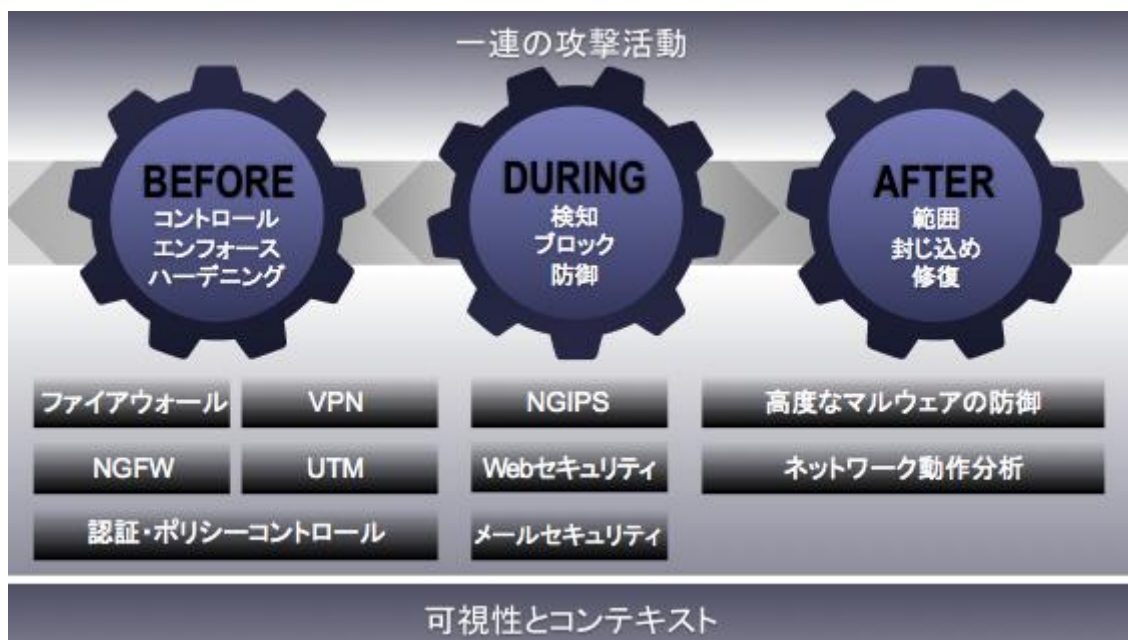 一連の攻撃活動
BEFORE
コントロール
エンフォース
ハーデニング
DURING
検知
ブロック
防御
AFTER
範囲
封じ込め
修復
ファイアウォール
VPN
NGIPS
高度なマルウェアの防御
NGFW
UTM
Webセキュリティ
ネットワーク動作分析
認証・ポリシーコントロール
メールセキュリティ
可視性とコンテキスト